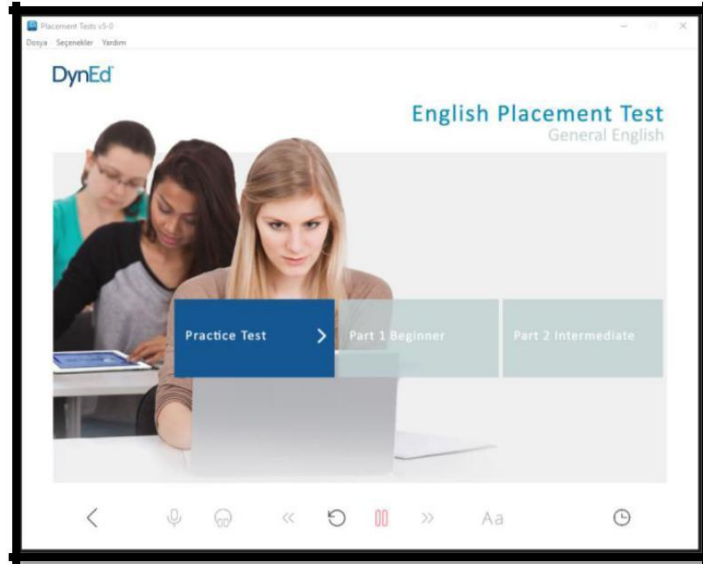 Placement Tests v5-0
Dosya Seçenekler Yardım
DynEd
English Placement Test
General English
Practice Test
Part 1 Beginner
Part 2 Intermediate
Aa